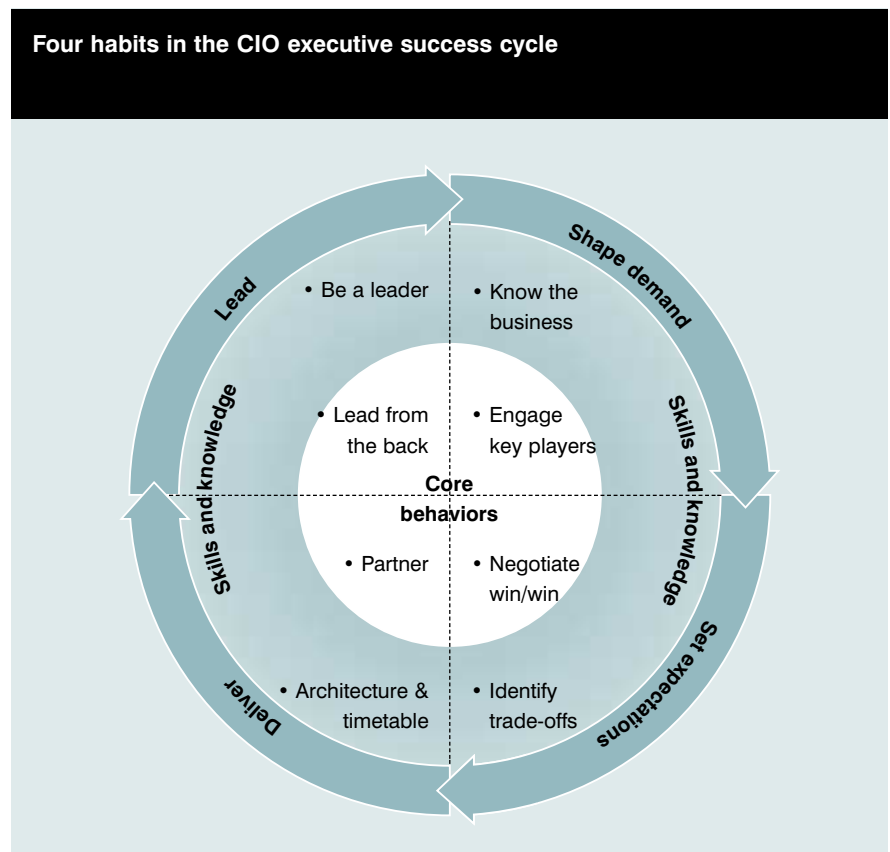 Four habits in the CIO executive success cycle
Lead
Shape demand
• Be a leader
• Know the
business
Skills and knowledge
Skills and knowledge
• Lead from
the back
• Engage
key players
Core
behaviors
• Partner
• Negotiate
win/win
Deliver
Set expectations
• Architecture &
timetable
• Identify
trade-offs